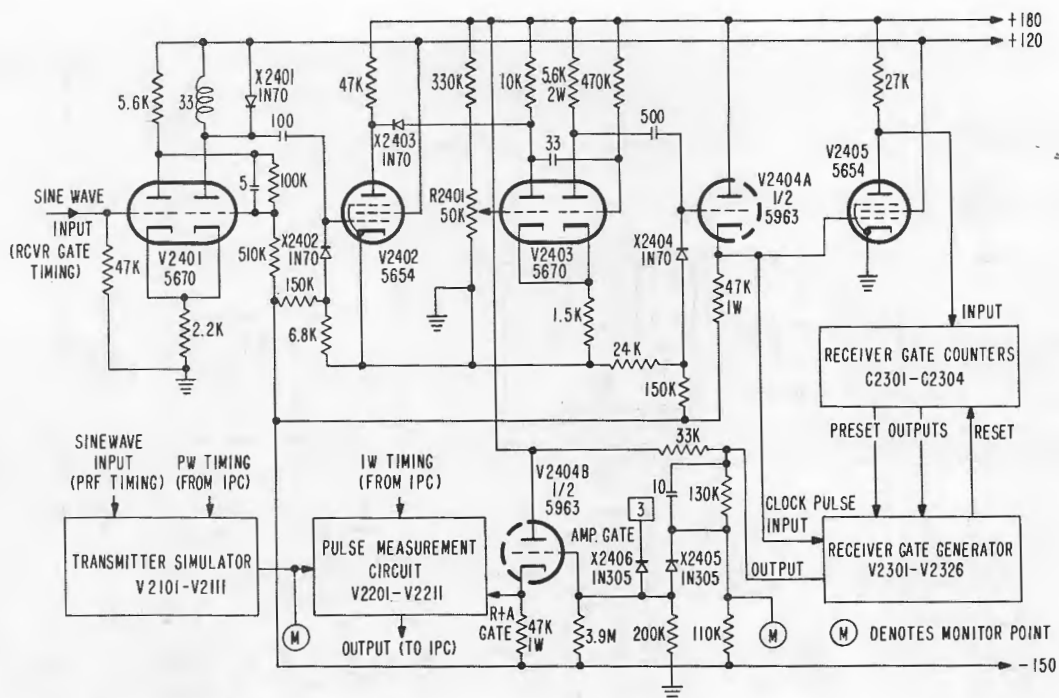 +180
+120
5.6K
33
X2401
IN70
100
47K
330K
10K
5.6K
2W
470K
500
27K
X2403
IN70
33
V2405
5654
SINE WAVE
INPUT
(RCVR GATE
TIMING)
5
100K
R2401
50K
V2404A
1/2
5963
47K
V2401
5670
510K
X2402
IN70
V2402
5654
V2403
5670
X2404
IN70
47K
1W
150K
2.2K
6.8K
1.5K
24K
150K
INPUT
RECEIVER GATE COUNTERS
C2301-C2304
33K
PRESET OUTPUTS
RESET
SINEWAVE
INPUT
(PRF TIMING)
PW TIMING
(FROM IPC)
IW TIMING
(FROM IPC)
V2404B
1/2
5963
10
130K
CLOCK PULSE
INPUT
3
AMP. GATE
TRANSMITTER SIMULATOR
V2101-V2111
PULSE MEASUREMENT
CIRCUIT
V2201-V2211
X2406
IN305
X2405
IN305
OUTPUT
RECEIVER GATE GENERATOR
V2301-V2326
R+A
GATE
M
OUTPUT (TO IPC)
47K
1W
3.9M
200K
110K
M
M DENOTES MONITOR POINT
-150